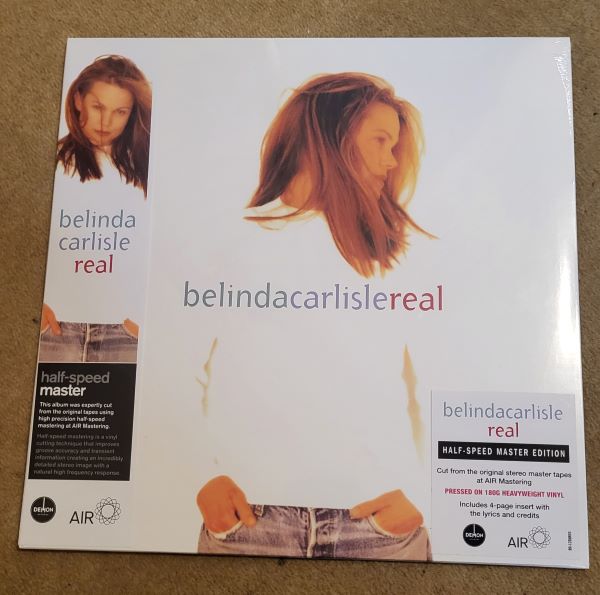 belinda
carlisle
real
half-speed
master
This album was expertly cut
from the original tapes using
high precision half-speed
mastering at AIR Mastering.
Half-speed mastering is a vinyl
cutting technique that improves
groove accuracy and transient
information creating an incredibly
detailed stereo image with a
natural high frequency response.
DEMON
AIR
belindacarlislereal
belindacarlisle
real
HALF-SPEED MASTER EDITION
Cut from the original stereo master tapes
at AIR Mastering
PRESSED ON 180G HEAVYWEIGHT VINYL
Includes 4-page insert with
the lyrics and credits
DEMON
AIR